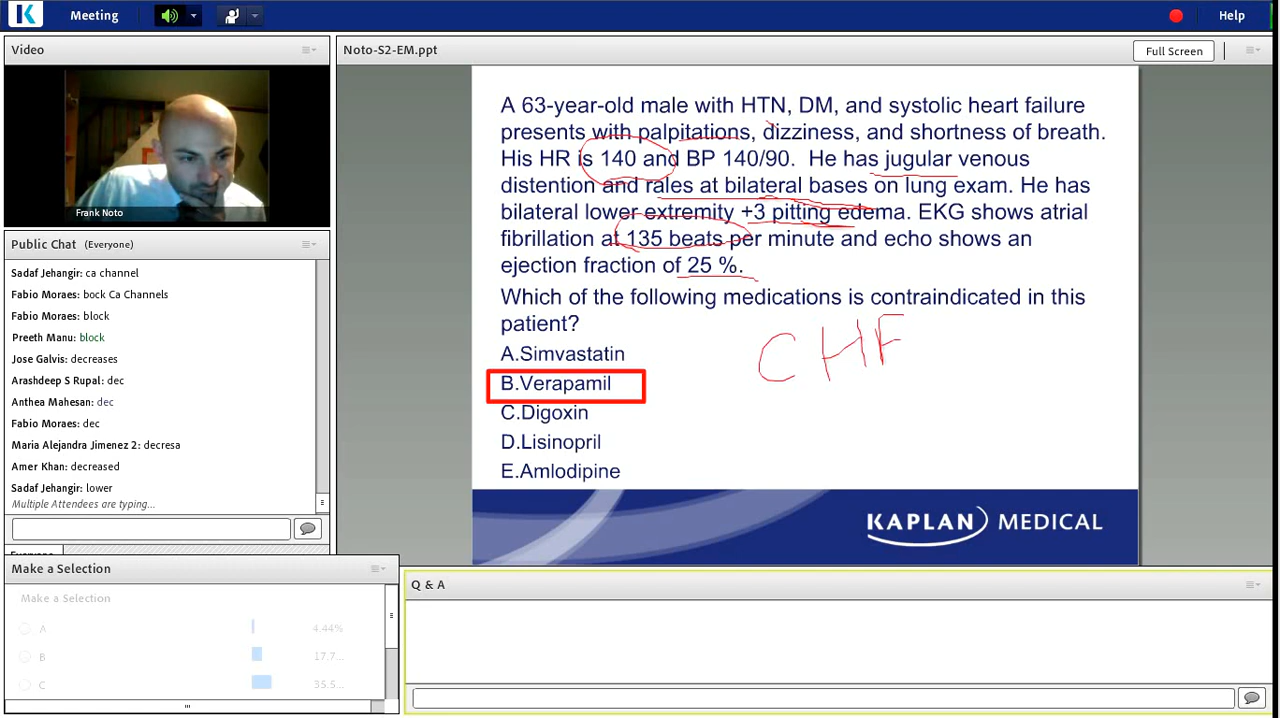 Meeting
Help
Video
Noto-S2-EM.ppt
Full Screen
Frank Noto
A 63-year-old male with HTN, DM, and systolic heart failure
presents with palpitations, dizziness, and shortness of breath.
His HR is 140 and BP 140/90. He has jugular venous
distention and rales at bilateral bases on lung exam. He has
bilateral lower extremity +3 pitting edema. EKG shows atrial
fibrillation at 135 beats per minute and echo shows an
ejection fraction of 25 %.
Which of the following medications is contraindicated in this
patient?
A.Simvastatin
B.Verapamil
C.Digoxin
D.Lisinopril
E.Amlodipine
CHF
KAPLAN MEDICAL
Public Chat (Everyone)
Sadaf Jehangir: ca channel
Fabio Moraes: bock Ca Channels
Fabio Moraes: block
Preeth Manu: block
Jose Galvis: decreases
Arashdeep S Rupal: dec
Anthea Mahesan: dec
Fabio Moraes: dec
Maria Alejandra Jimenez 2: decresa
Amer Khan: decreased
Sadaf Jehangir: lower
Multiple Attendees are typing...
Make a Selection
Make a Selection
A 4.44%
B 17.7...
C 35.5...
Q & A